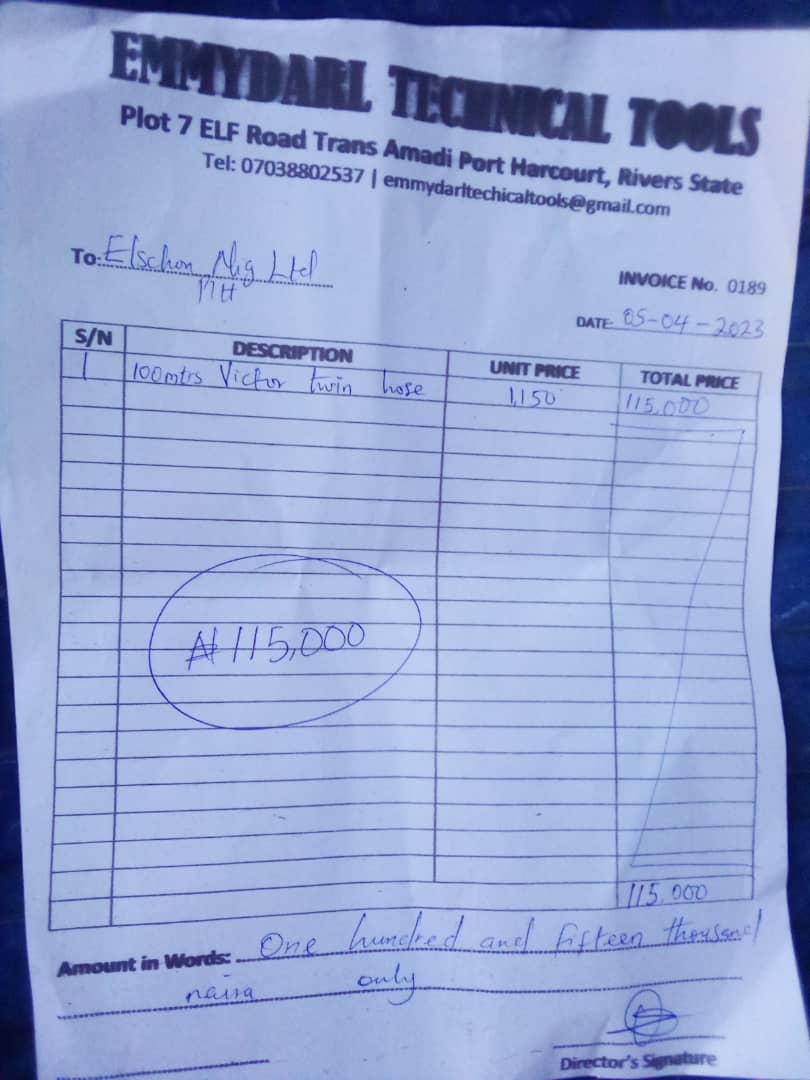 EMMYDARL TECHNICAL TOOLS
Plot 7 ELF Road Trans Amadi Port Harcourt, Rivers State
Tel: 07038802537 | emmydarltechicaltools@gmail.com
To: Elschon Nig Ltd
PH
INVOICE No. 0189
DATE: 05-04-2023
S/N DESCRIPTION UNIT PRICE TOTAL PRICE
1 100mtrs Victor twin hose 1,150 115,000
₦115,000
115,000
Amount in Words: One hundred and fifteen thousand
naira only
Director's Signature